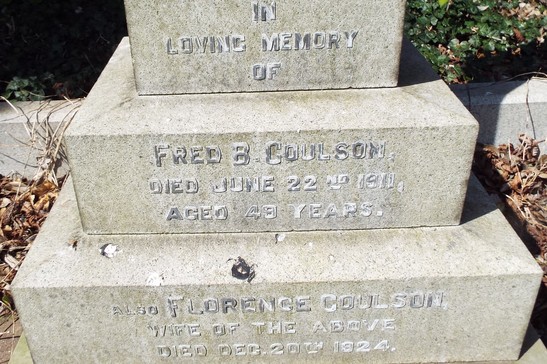 IN
LOVING MEMORY
OF
FRED B. COULSON,
DIED JUNE 22ND 1911,
AGED 49 YEARS.
ALSO FLORENCE COULSON,
WIFE OF THE ABOVE
DIED DEC. 20TH 1924.